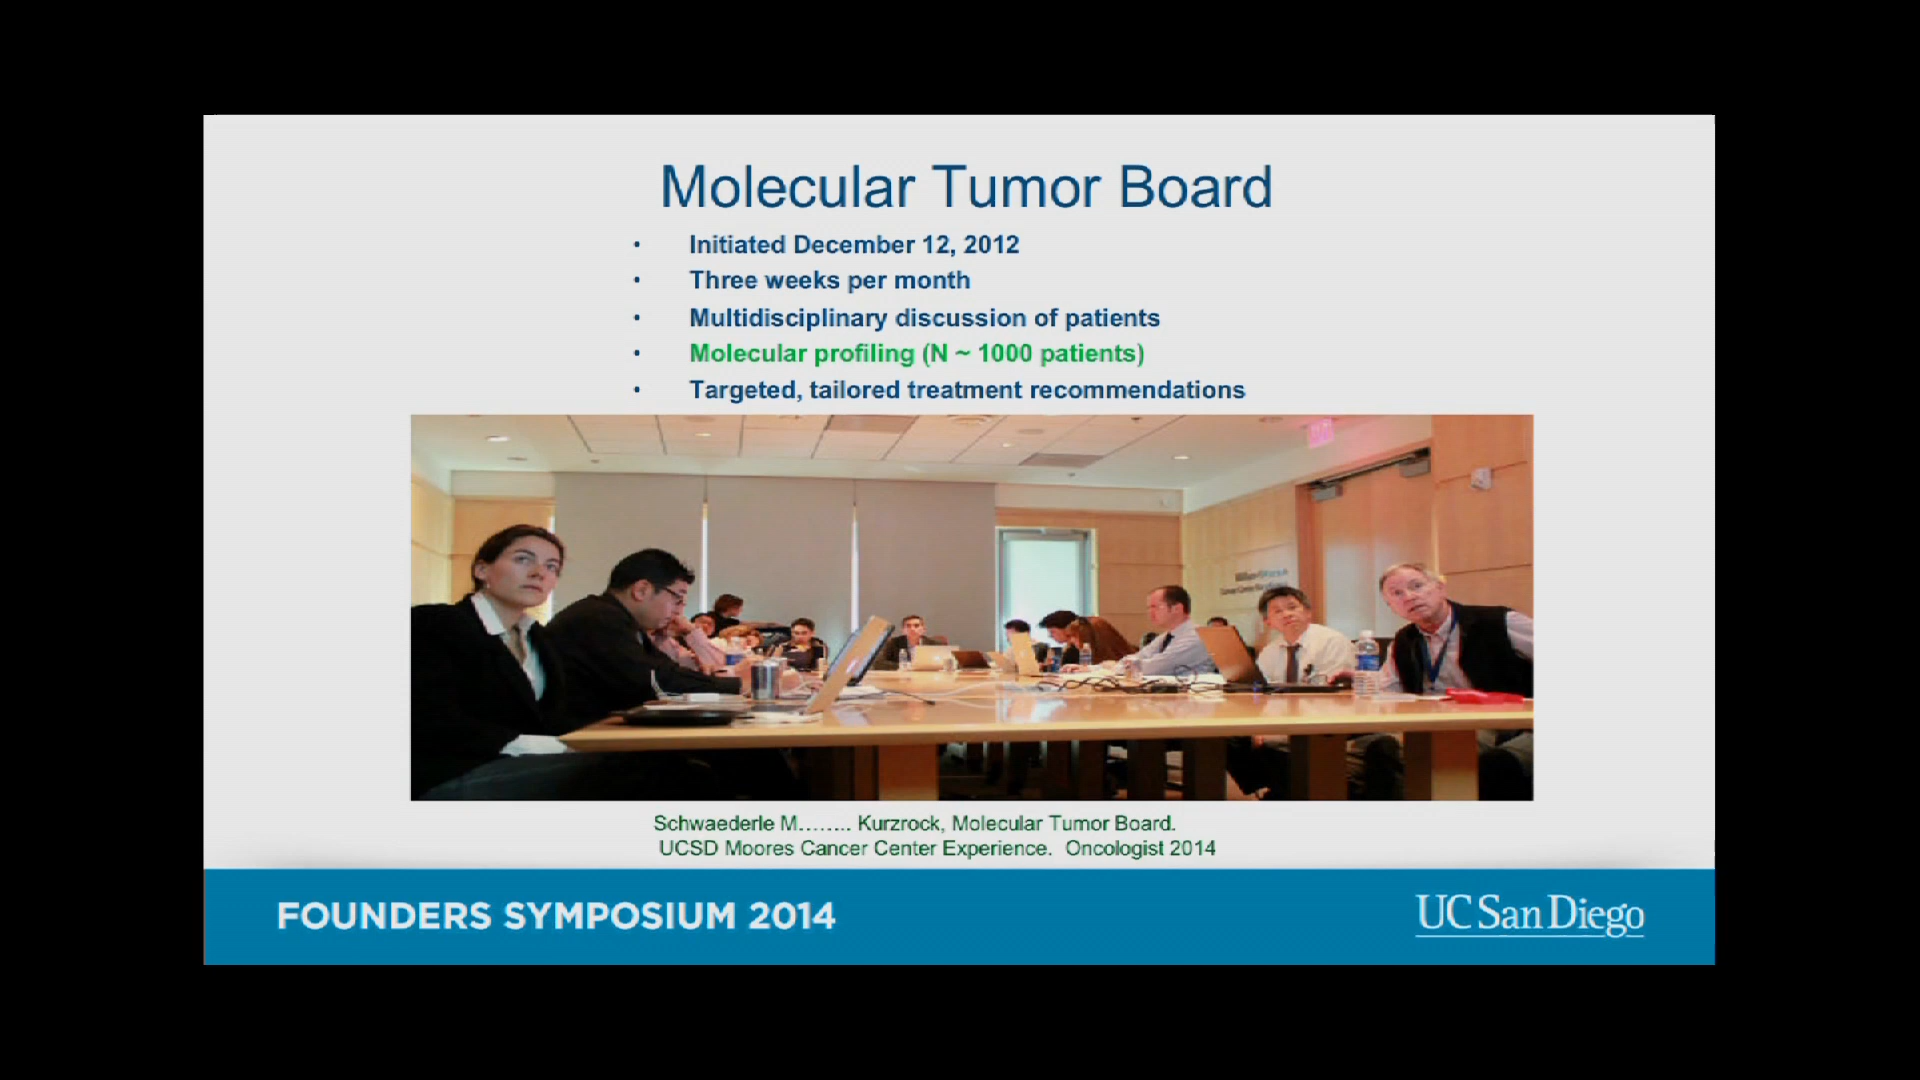 Molecular Tumor Board
• Initiated December 12, 2012
• Three weeks per month
• Multidisciplinary discussion of patients
• Molecular profiling (N ~ 1000 patients)
• Targeted, tailored treatment recommendations
Schwaederle M…….. Kurzrock, Molecular Tumor Board.
UCSD Moores Cancer Center Experience. Oncologist 2014
FOUNDERS SYMPOSIUM 2014
UC San Diego